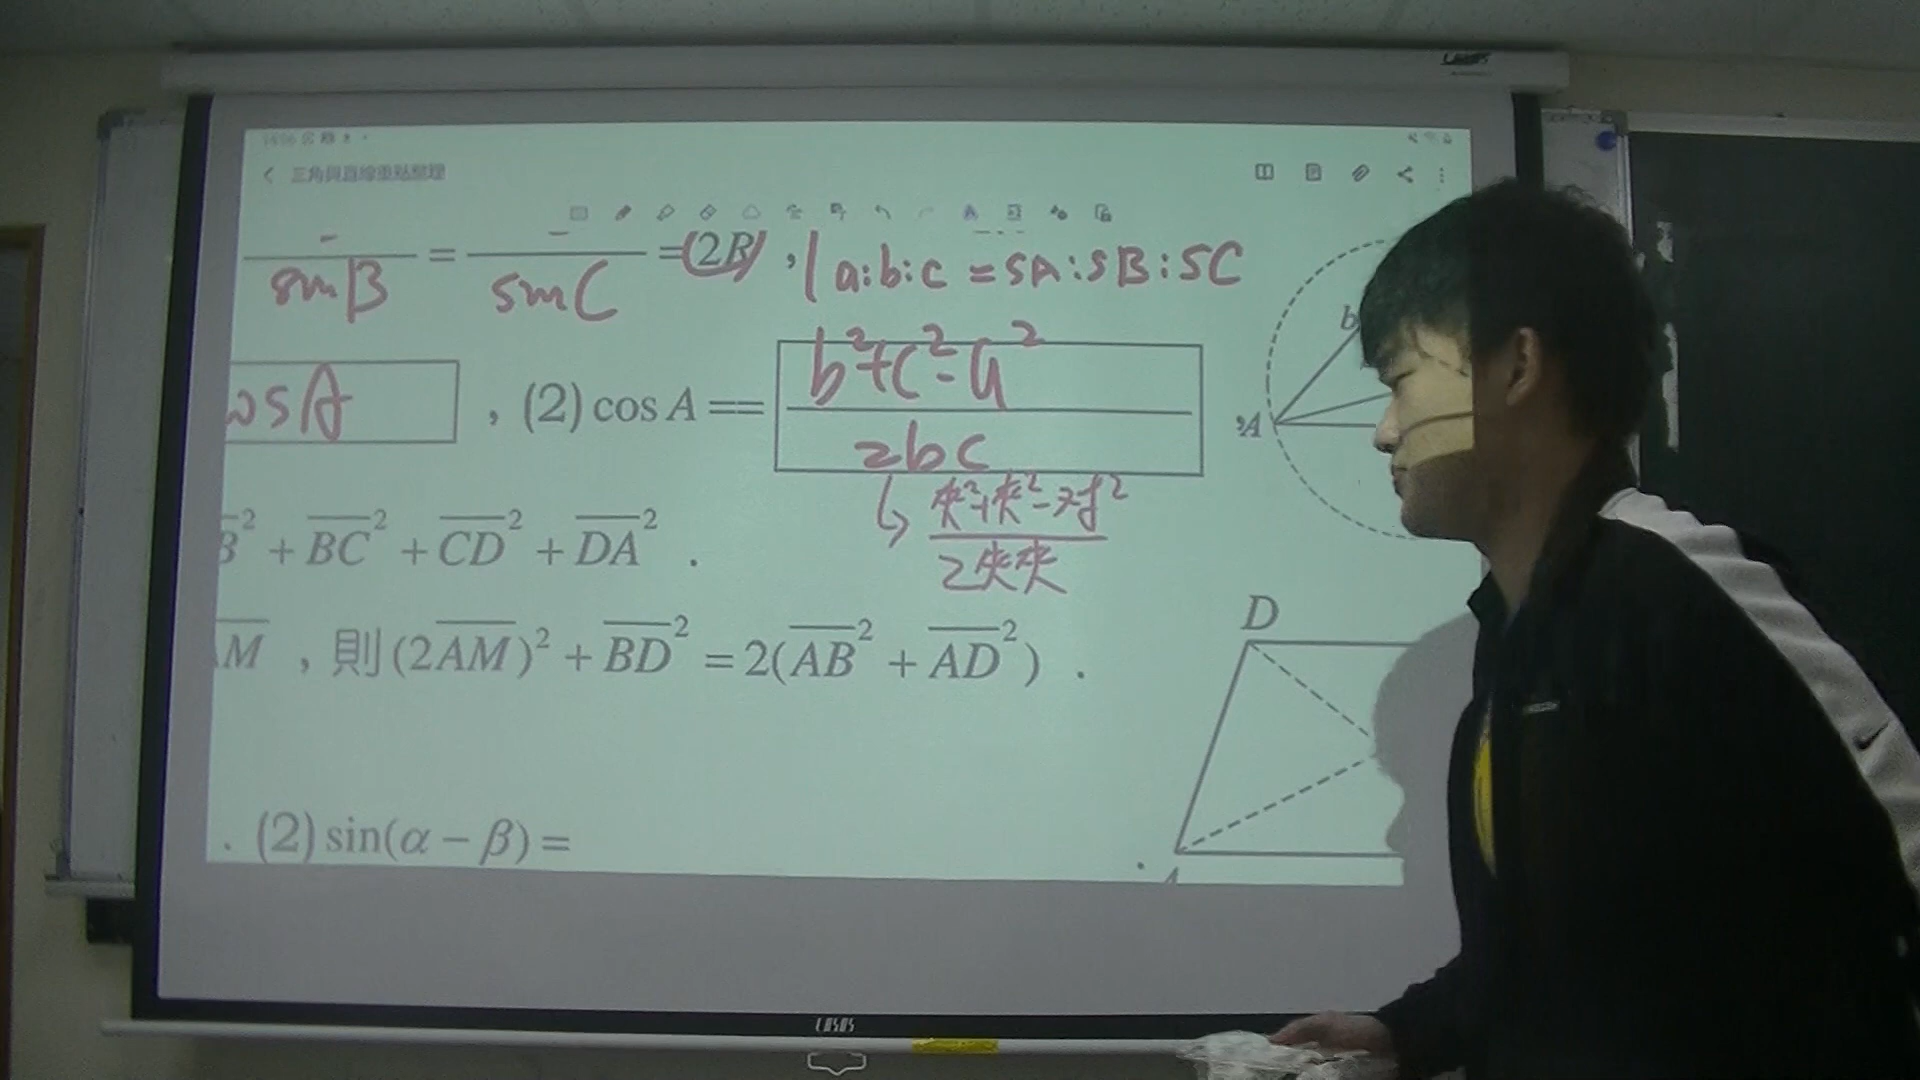 三角與直線重點整理
sinB = sinC =(2R) , a:b:c = SA:SB:SC
b
cosA , (2) cos A == b²+c²-a² / 2bc
A
夾²+夾²-对² / 2夾夾
B² + BC² + CD² + DA² .
D
M , 則 (2AM)² + BD² = 2(AB² + AD²) .
. (2) sin(α − β) =